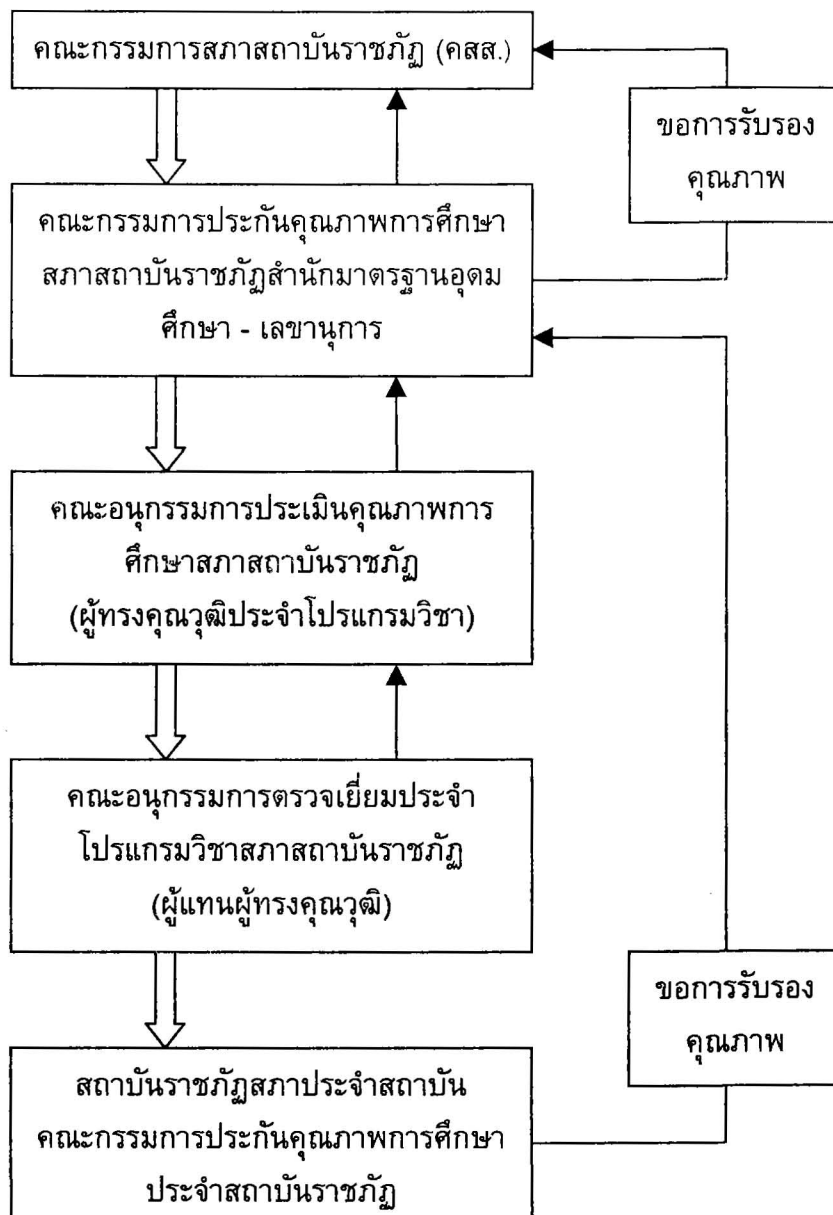 คณะกรรมการสภาสถาบันราชภัฏ (คสส.)
ขอการรับรอง
คุณภาพ
คณะกรรมการประกันคุณภาพการศึกษา
สภาสถาบันราชภัฏสำนักมาตรฐานอุดม
ศึกษา - เลขานุการ
คณะอนุกรรมการประเมินคุณภาพการ
ศึกษาสภาสถาบันราชภัฏ
(ผู้ทรงคุณวุฒิประจำโปรแกรมวิชา)
คณะอนุกรรมการตรวจเยี่ยมประจำ
โปรแกรมวิชาสภาสถาบันราชภัฏ
(ผู้แทนผู้ทรงคุณวุฒิ)
ขอการรับรอง
คุณภาพ
สถาบันราชภัฏสภาประจำสถาบัน
คณะกรรมการประกันคุณภาพการศึกษา
ประจำสถาบันราชภัฏ